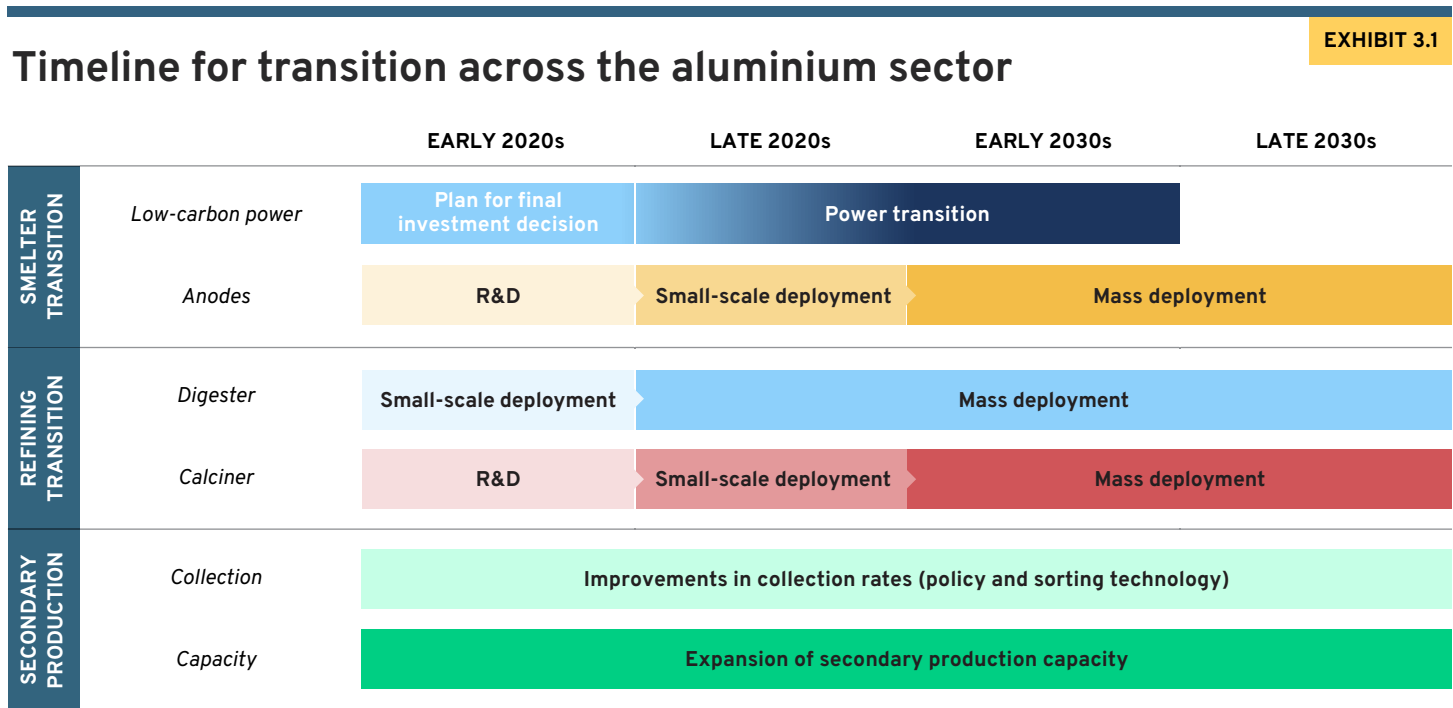 EXHIBIT 3.1
Timeline for transition across the aluminium sector
EARLY 2020s
LATE 2020s
EARLY 2030s
LATE 2030s
SMELTER
TRANSITION
Low-carbon power
Plan for final
investment decision
Power transition
Anodes
R&D
Small-scale deployment
Mass deployment
REFINING
TRANSITION
Digester
Small-scale deployment
Mass deployment
Calciner
R&D
Small-scale deployment
Mass deployment
SECONDARY
PRODUCTION
Collection
Improvements in collection rates (policy and sorting technology)
Capacity
Expansion of secondary production capacity